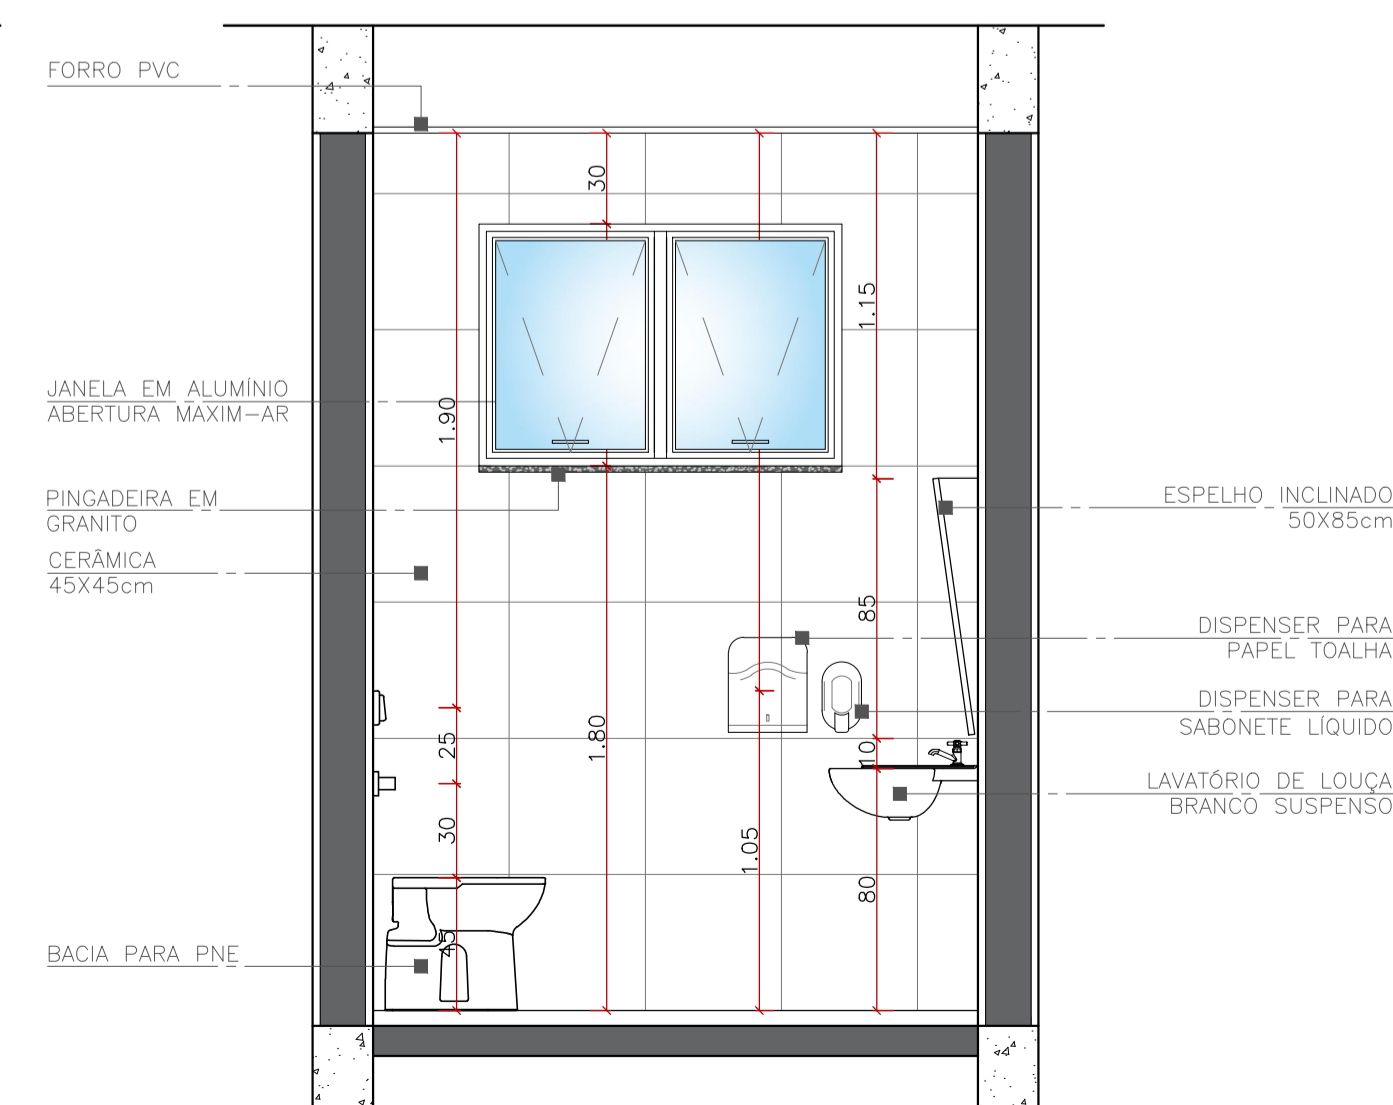 FORRO PVC
JANELA EM ALUMÍNIO
ABERTURA MAXIM-AR
PINGADEIRA EM
GRANITO
CERÂMICA
45X45cm
BACIA PARA PNE
1.90
25
30
45
30
1.80
1.05
1.15
85
80
ESPELHO INCLINADO
50X85cm
DISPENSER PARA
PAPEL TOALHA
DISPENSER PARA
SABONETE LÍQUIDO
LAVATÓRIO DE LOUÇA
BRANCO SUSPENSO